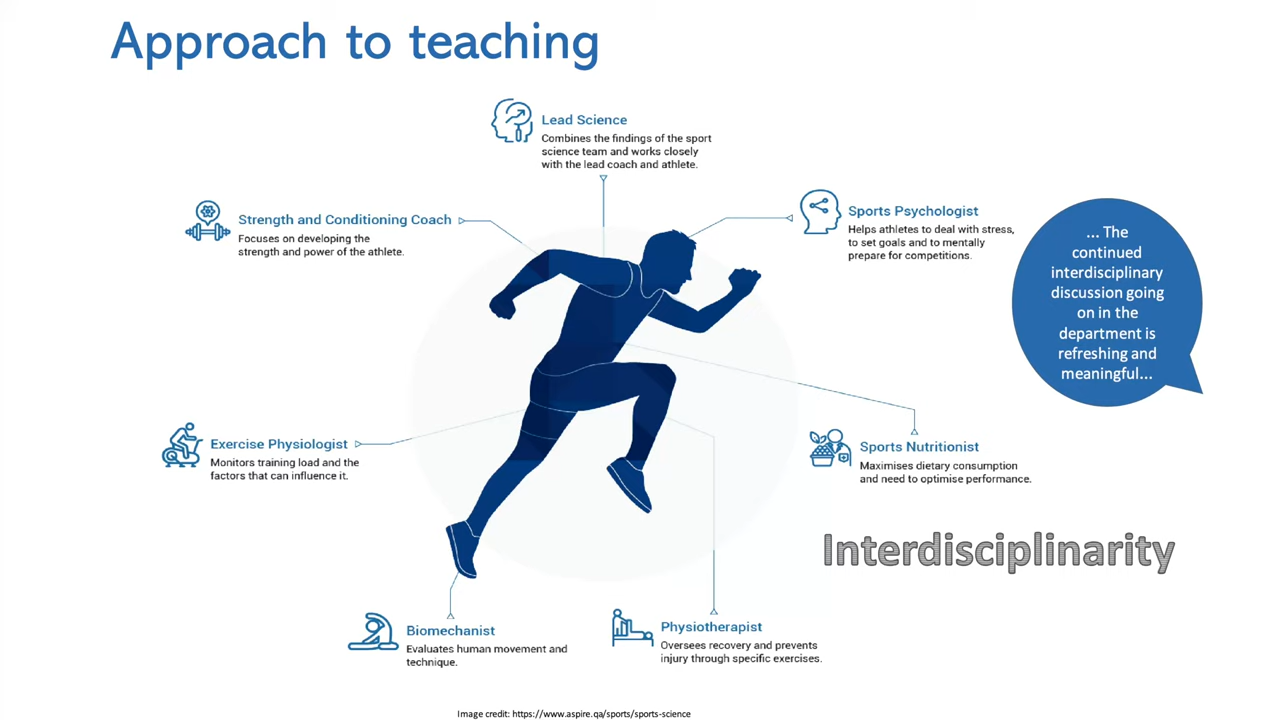 Approach to teaching
Lead Science
Combines the findings of the sport
science team and works closely
with the lead coach and athlete.
Strength and Conditioning Coach
Focuses on developing the
strength and power of the athlete.
Sports Psychologist
Helps athletes to deal with stress,
to set goals and to mentally
prepare for competitions.
... The
continued
interdisciplinary
discussion going
on in the
department is
refreshing and
meaningful...
Exercise Physiologist
Monitors training load and the
factors that can influence it.
Sports Nutritionist
Maximises dietary consumption
and need to optimise performance.
Interdisciplinarity
Biomechanist
Evaluates human movement and
technique.
Physiotherapist
Oversees recovery and prevents
injury through specific exercises.
Image credit: https://www.aspire.qa/sports/sports-science